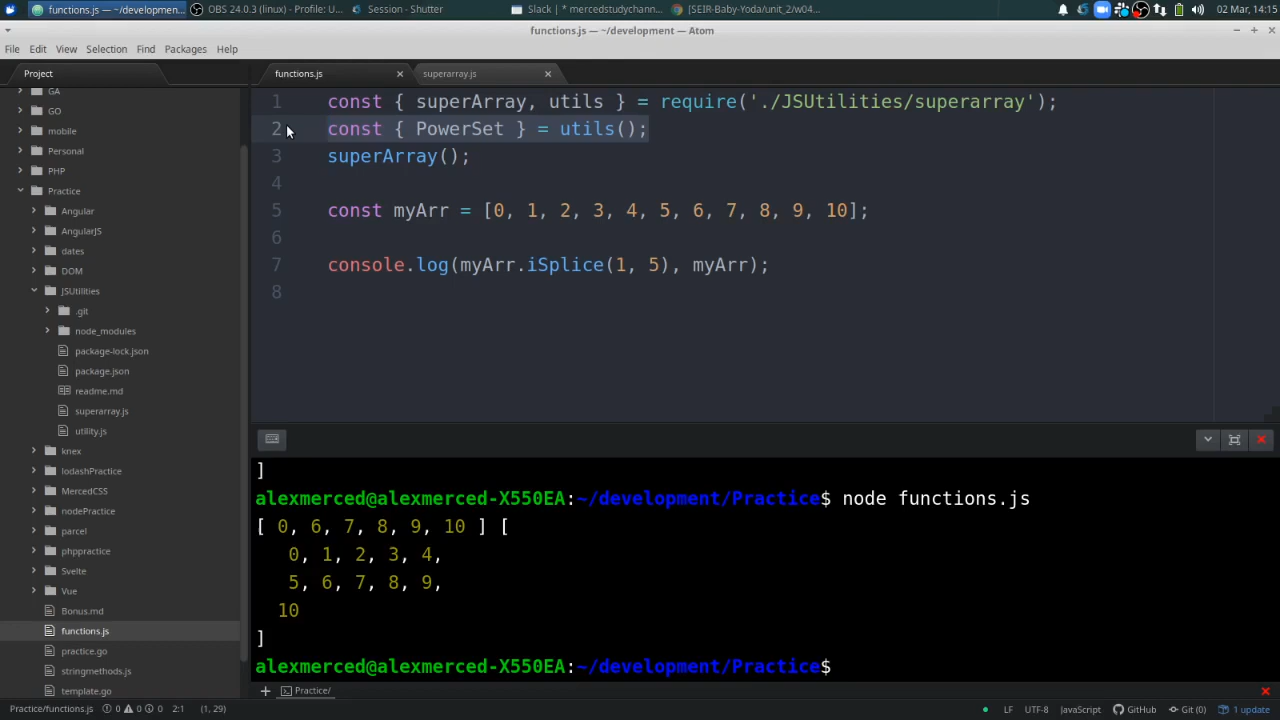 functions.js — ~/developmen...
OBS 24.0.3 (linux) - Profile: U...
Session - Shutter
Slack | * mercedstudychann...
[SEIR-Baby-Yoda/unit_2/w04...
02 Mar, 14:15
functions.js — ~/development — Atom
File Edit View Selection Find Packages Help
Project
functions.js
superarray.js
GA
GO
mobile
Personal
PHP
Practice
Angular
AngularJS
dates
DOM
JSUtilities
.git
node_modules
package-lock.json
package.json
readme.md
superarray.js
utility.js
knex
lodashPractice
MercedCSS
nodePractice
parcel
phppractice
Svelte
Vue
Bonus.md
functions.js
practice.go
stringmethods.js
template.go
1 const { superArray, utils } = require('./JSUtilities/superarray');
2 const { PowerSet } = utils();
3 superArray();
4
5 const myArr = [0, 1, 2, 3, 4, 5, 6, 7, 8, 9, 10];
6
7 console.log(myArr.iSplice(1, 5), myArr);
8
]
alexmerced@alexmerced-X550EA:~/development/Practice$ node functions.js
[ 0, 6, 7, 8, 9, 10 ] [
0, 1, 2, 3, 4,
5, 6, 7, 8, 9,
10
]
alexmerced@alexmerced-X550EA:~/development/Practice$
+ Practice/
Practice/functions.js 0 0 0 2:1 (1, 29) LF UTF-8 JavaScript GitHub Git (0) 1 update